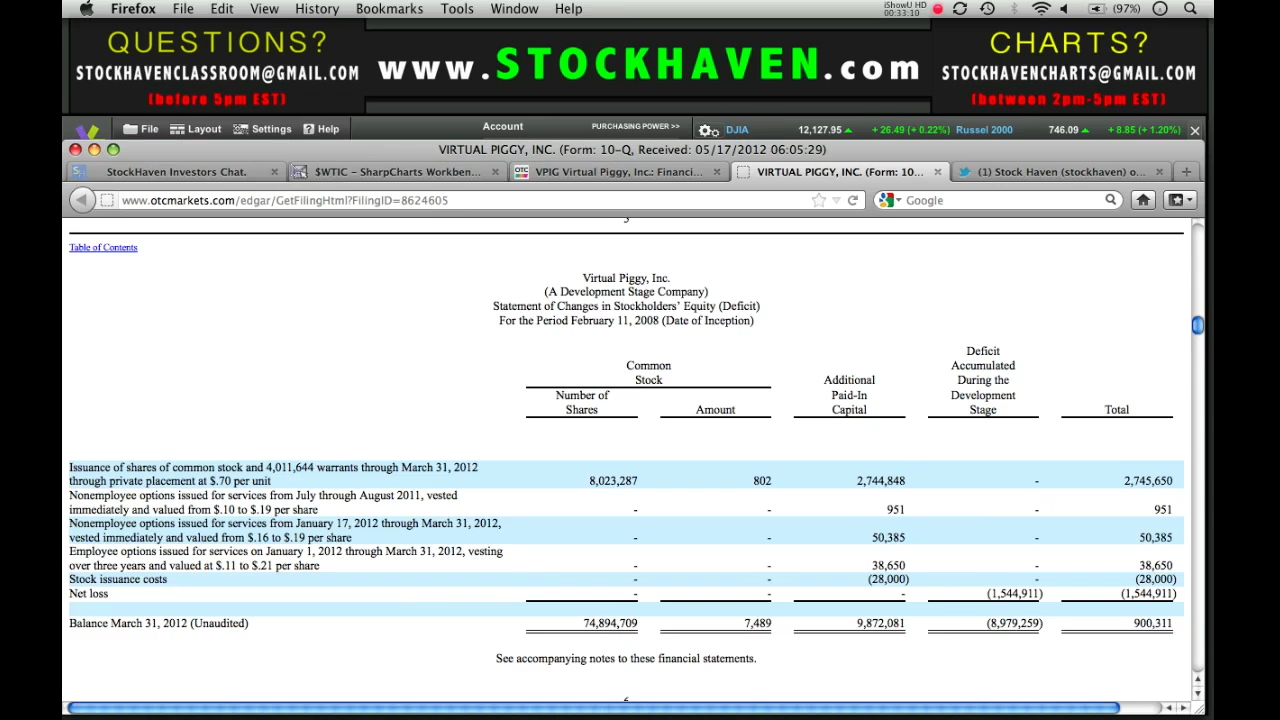 Firefox File Edit View History Bookmarks Tools Window Help iShowU HD 00:33:10 (97%)
QUESTIONS?
STOCKHAVENCLASSROOM@GMAIL.COM
(before 5pm EST)
www.STOCKHAVEN.com
CHARTS?
STOCKHAVENCHARTS@GMAIL.COM
(between 2pm-5pm EST)
File Layout Settings Help Account PURCHASING POWER >> DJIA 12,127.95 + 26.49 (+ 0.22%) Russel 2000 746.09 + 8.85 (+ 1.20%)
VIRTUAL PIGGY, INC. (Form: 10-Q, Received: 05/17/2012 06:05:29)
StockHaven Investors Chat. $WTIC - SharpCharts Workben... OTC VPIG Virtual Piggy, Inc.: Financi... VIRTUAL PIGGY, INC. (Form: 10... (1) Stock Haven (stockhaven) o...
www.otcmarkets.com/edgar/GetFilingHtml?FilingID=8624605 Google
5
Table of Contents
Virtual Piggy, Inc.
(A Development Stage Company)
Statement of Changes in Stockholders' Equity (Deficit)
For the Period February 11, 2008 (Date of Inception)
Deficit
Common Accumulated
Stock Additional During the
Number of Paid-In Development
Shares Amount Capital Stage Total
Issuance of shares of common stock and 4,011,644 warrants through March 31, 2012
through private placement at $.70 per unit 8,023,287 802 2,744,848 - 2,745,650
Nonemployee options issued for services from July through August 2011, vested
immediately and valued from $.10 to $.19 per share - - 951 - 951
Nonemployee options issued for services from January 17, 2012 through March 31, 2012,
vested immediately and valued from $.16 to $.19 per share - - 50,385 - 50,385
Employee options issued for services on January 1, 2012 through March 31, 2012, vesting
over three years and valued at $.11 to $.21 per share - - 38,650 - 38,650
Stock issuance costs - - (28,000) - (28,000)
Net loss - - - (1,544,911) (1,544,911)
Balance March 31, 2012 (Unaudited) 74,894,709 7,489 9,872,081 (8,979,259) 900,311
See accompanying notes to these financial statements.